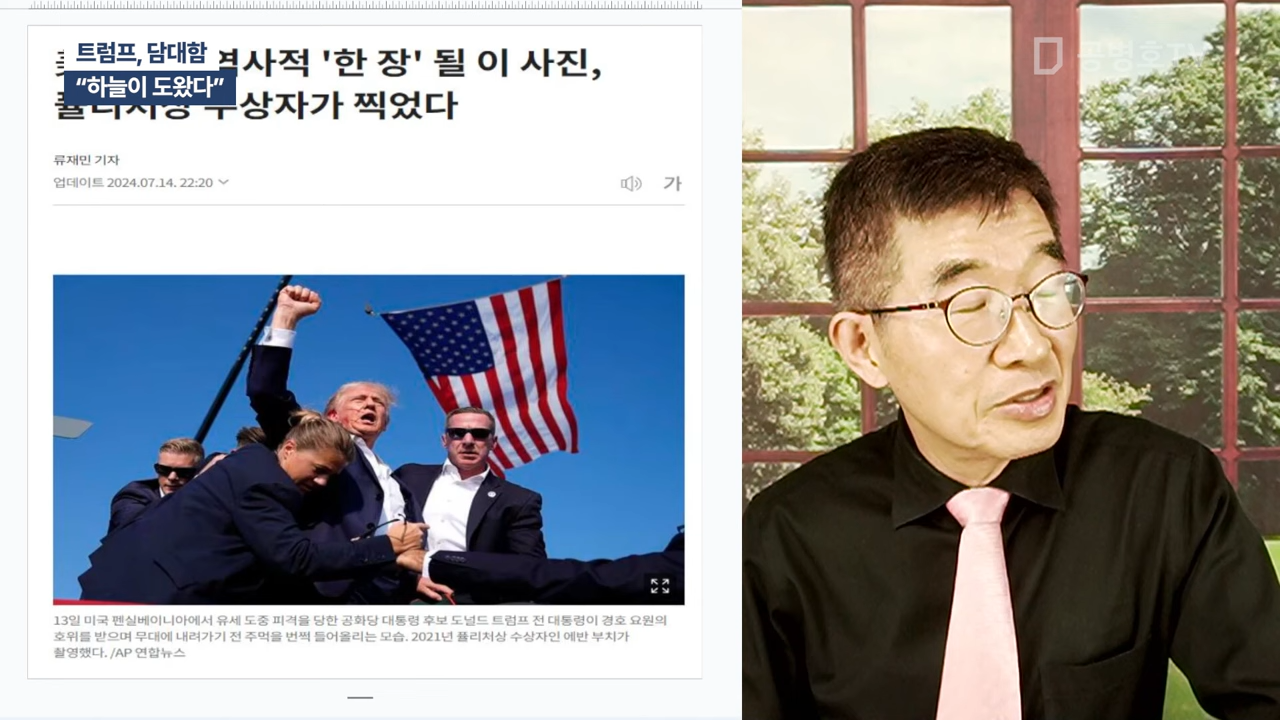 트럼프, 담대함
“하늘이 도왔다”
역사적 '한 장' 될 이 사진,
수상자가 찍었다
류재민 기자
업데이트 2024.07.14. 22:20
가
13일 미국 펜실베이니아에서 유세 도중 피격을 당한 공화당 대통령 후보 도널드 트럼프 전 대통령이 경호 요원의
호위를 받으며 무대에 내려가기 전 주먹을 번쩍 들어올리는 모습. 2021년 퓰리처상 수상자인 에반 부치가
촬영했다. /AP 연합뉴스
공병호TV